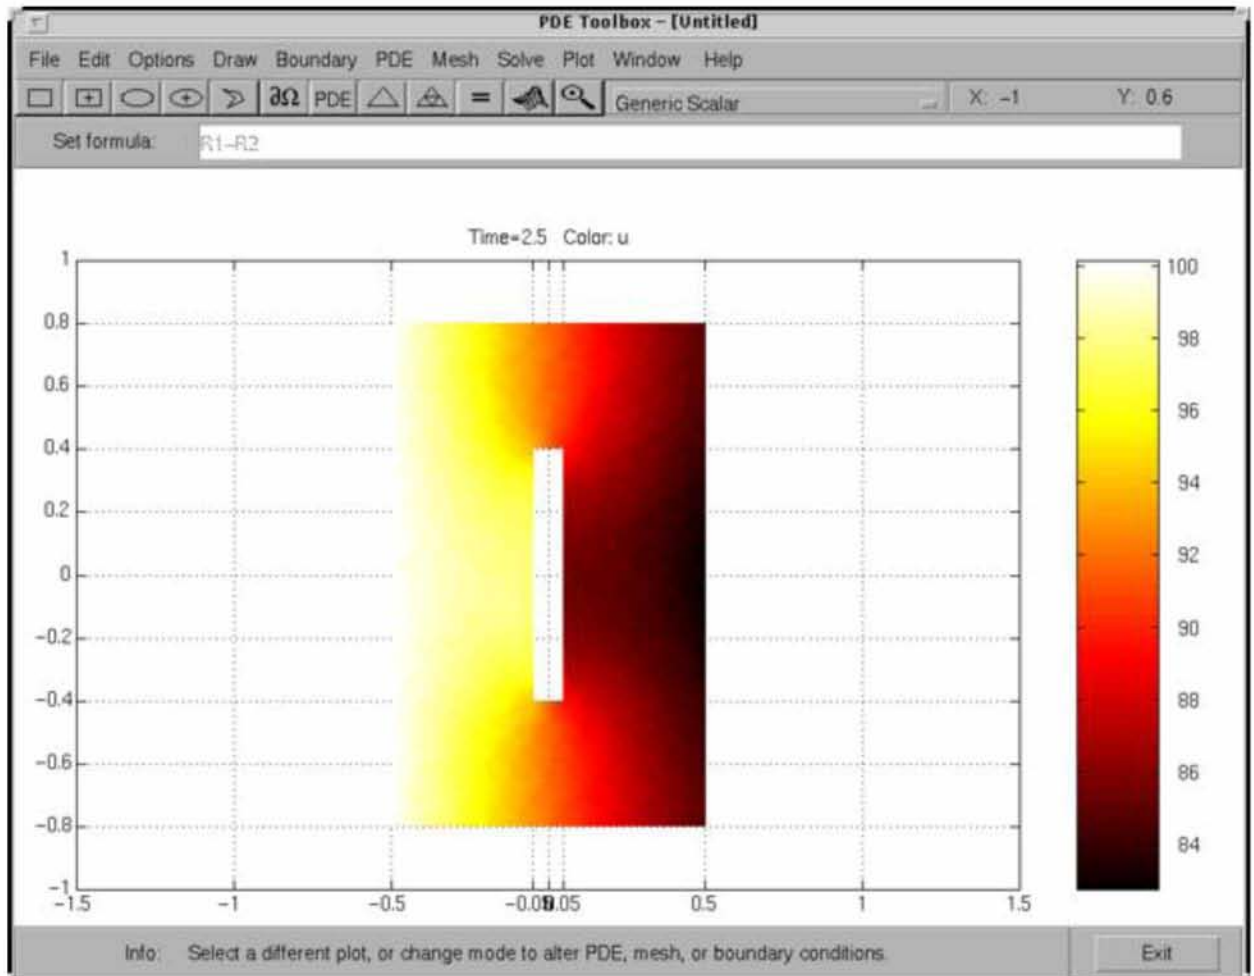 PDE Toolbox – [Untitled]
File Edit Options Draw Boundary PDE Mesh Solve Plot Window Help
∂Ω PDE = Generic Scalar X: –1 Y: 0.6
Set formula: R1–R2
Time=2.5 Color: u
1
0.8
0.6
0.4
0.2
0
–0.2
–0.4
–0.6
–0.8
–1
–1.5 –1 –0.5 0.05 0.5 1 1.5
100
98
96
94
92
90
88
86
84
Info: Select a different plot, or change mode to alter PDE, mesh, or boundary conditions.
Exit